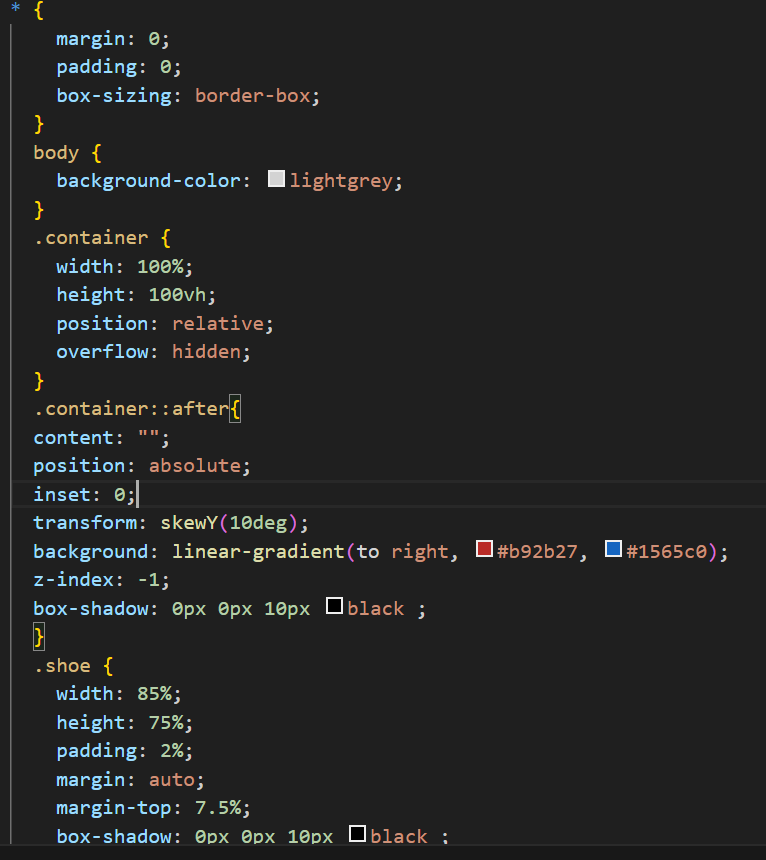 * {
margin: 0;
padding: 0;
box-sizing: border-box;
}
body {
background-color: lightgrey;
}
.container {
width: 100%;
height: 100vh;
position: relative;
overflow: hidden;
}
.container::after{
content: "";
position: absolute;
inset: 0;
transform: skewY(10deg);
background: linear-gradient(to right, #b92b27, #1565c0);
z-index: -1;
box-shadow: 0px 0px 10px black ;
}
.shoe {
width: 85%;
height: 75%;
padding: 2%;
margin: auto;
margin-top: 7.5%;
box-shadow: 0px 0px 10px black ;